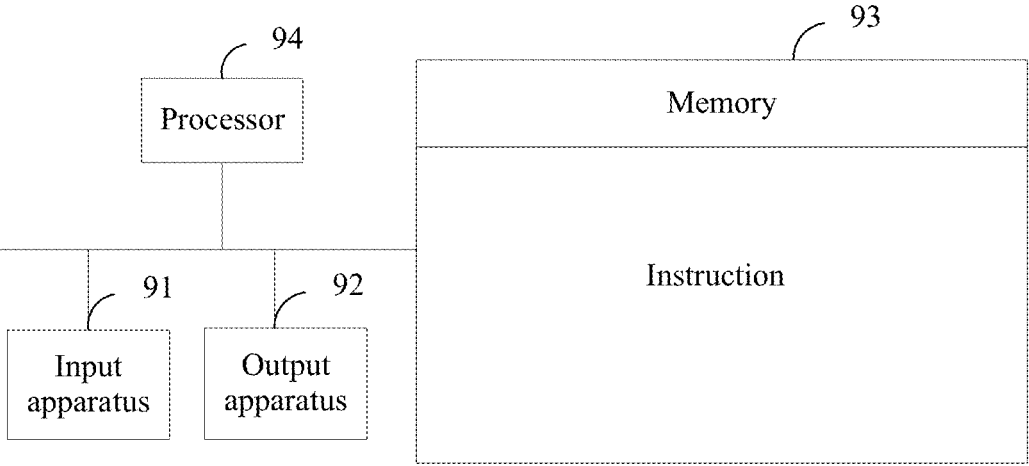 93
94
Memory
Processor
Instruction
91
92
Input
apparatus
Output
apparatus